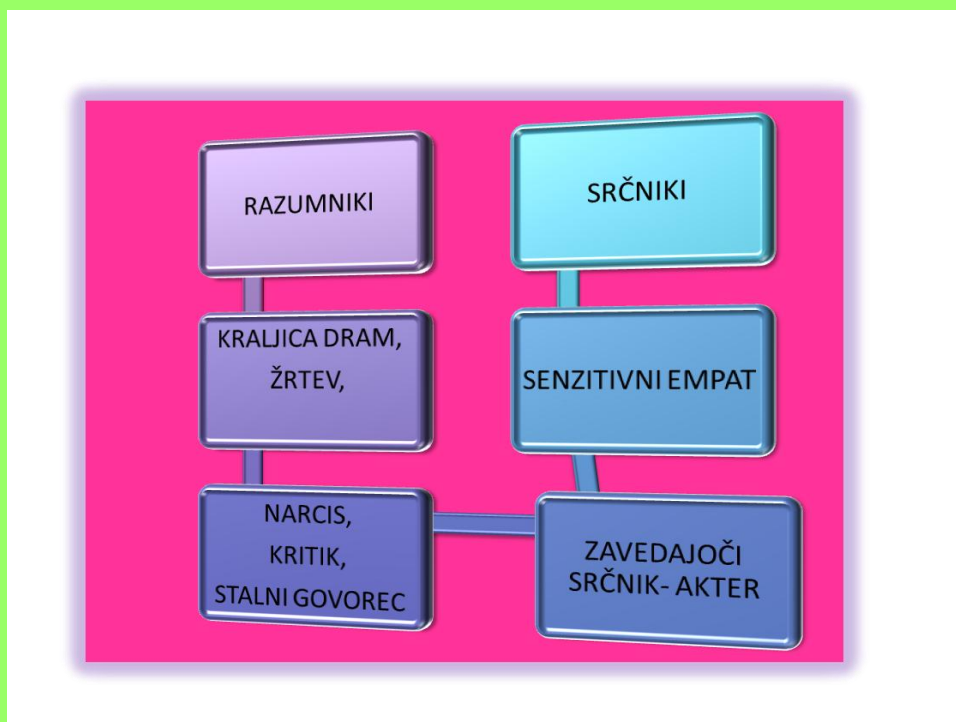 RAZUMNIKI
KRALJICA DRAM,
ŽRTEV,
NARCIS,
KRITIK,
STALNI GOVOREC
ZAVEDAJOČI
SRČNIK- AKTER
SENZITIVNI EMPAT
SRČNIKI